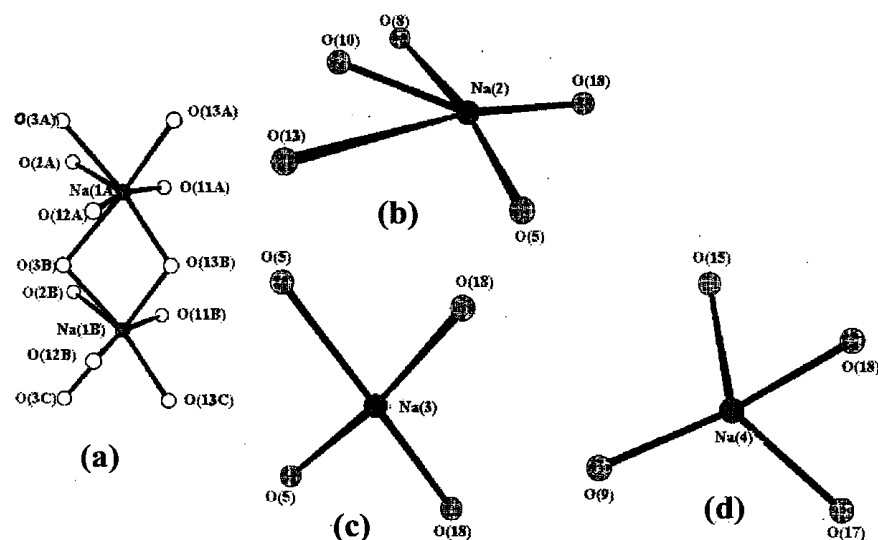 O(3A)
O(13A)
O(2A)
Na(1A
O(11A)
O(12A)
O(3B)
O(13B)
O(2B)
O(11B)
Na(1B)
O(12B)
O(3C)
O(13C)
(a)
O(8)
O(10)
Na(2)
O(18)
O(13)
O(5)
(b)
O(5)
O(18)
Na(3)
O(5)
O(18)
(c)
O(15)
O(18)
Na(4)
O(9)
O(17)
(d)